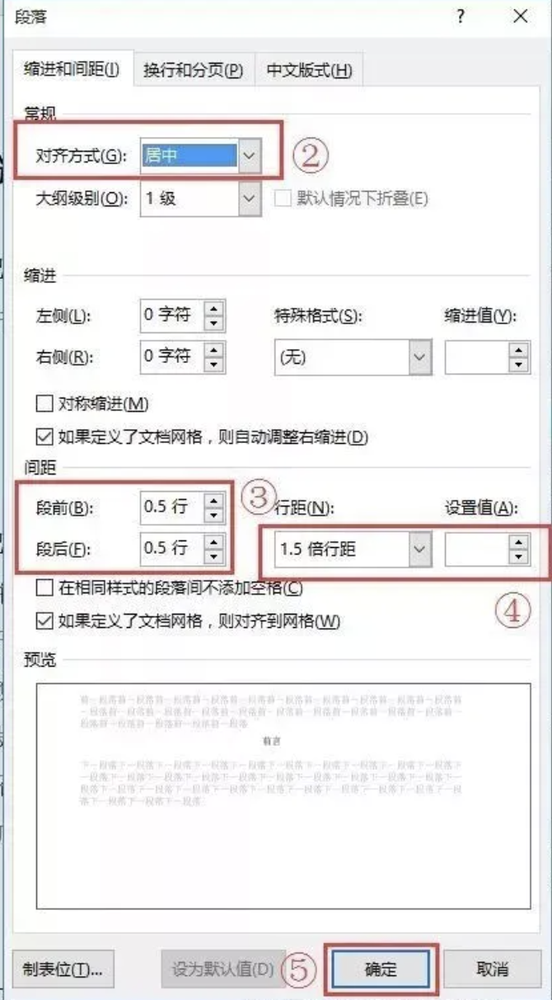 段落 ? ×
缩进和间距(I) 换行和分页(P) 中文版式(H)
常规
对齐方式(G): 居中 ②
大纲级别(O): 1 级 默认情况下折叠(E)
缩进
左侧(L): 0 字符 特殊格式(S): 缩进值(Y):
右侧(R): 0 字符 (无)
对称缩进(M)
如果定义了文档网格，则自动调整右缩进(D)
间距
段前(B): 0.5 行 ③ 行距(N): 设置值(A):
段后(F): 0.5 行 1.5 倍行距
在相同样式的段落间不添加空格(C) ④
如果定义了文档网格，则对齐到网格(W)
预览
前言
制表位(T)... 设为默认值(D) ⑤ 确定 取消